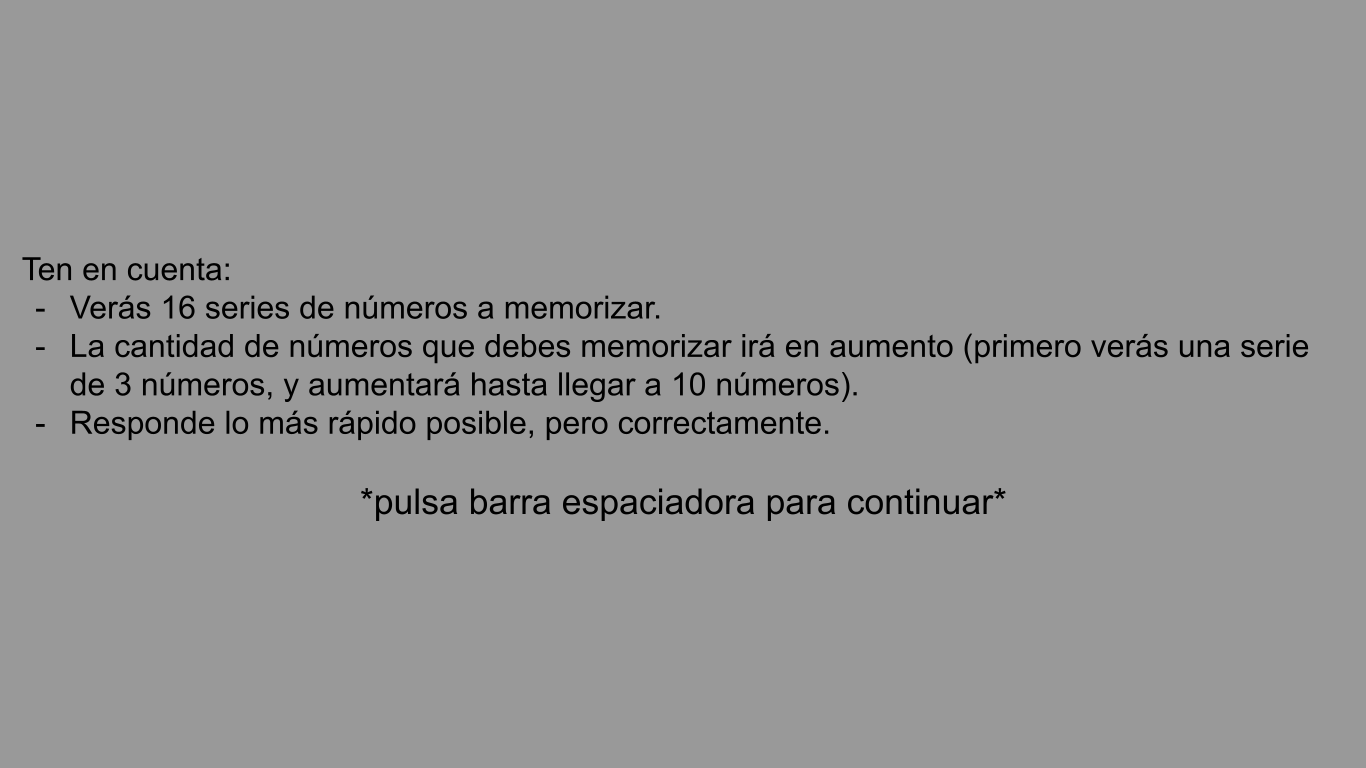 Ten en cuenta:
- Verás 16 series de números a memorizar.
- La cantidad de números que debes memorizar irá en aumento (primero verás una serie
de 3 números, y aumentará hasta llegar a 10 números).
- Responde lo más rápido posible, pero correctamente.
*pulsa barra espaciadora para continuar*